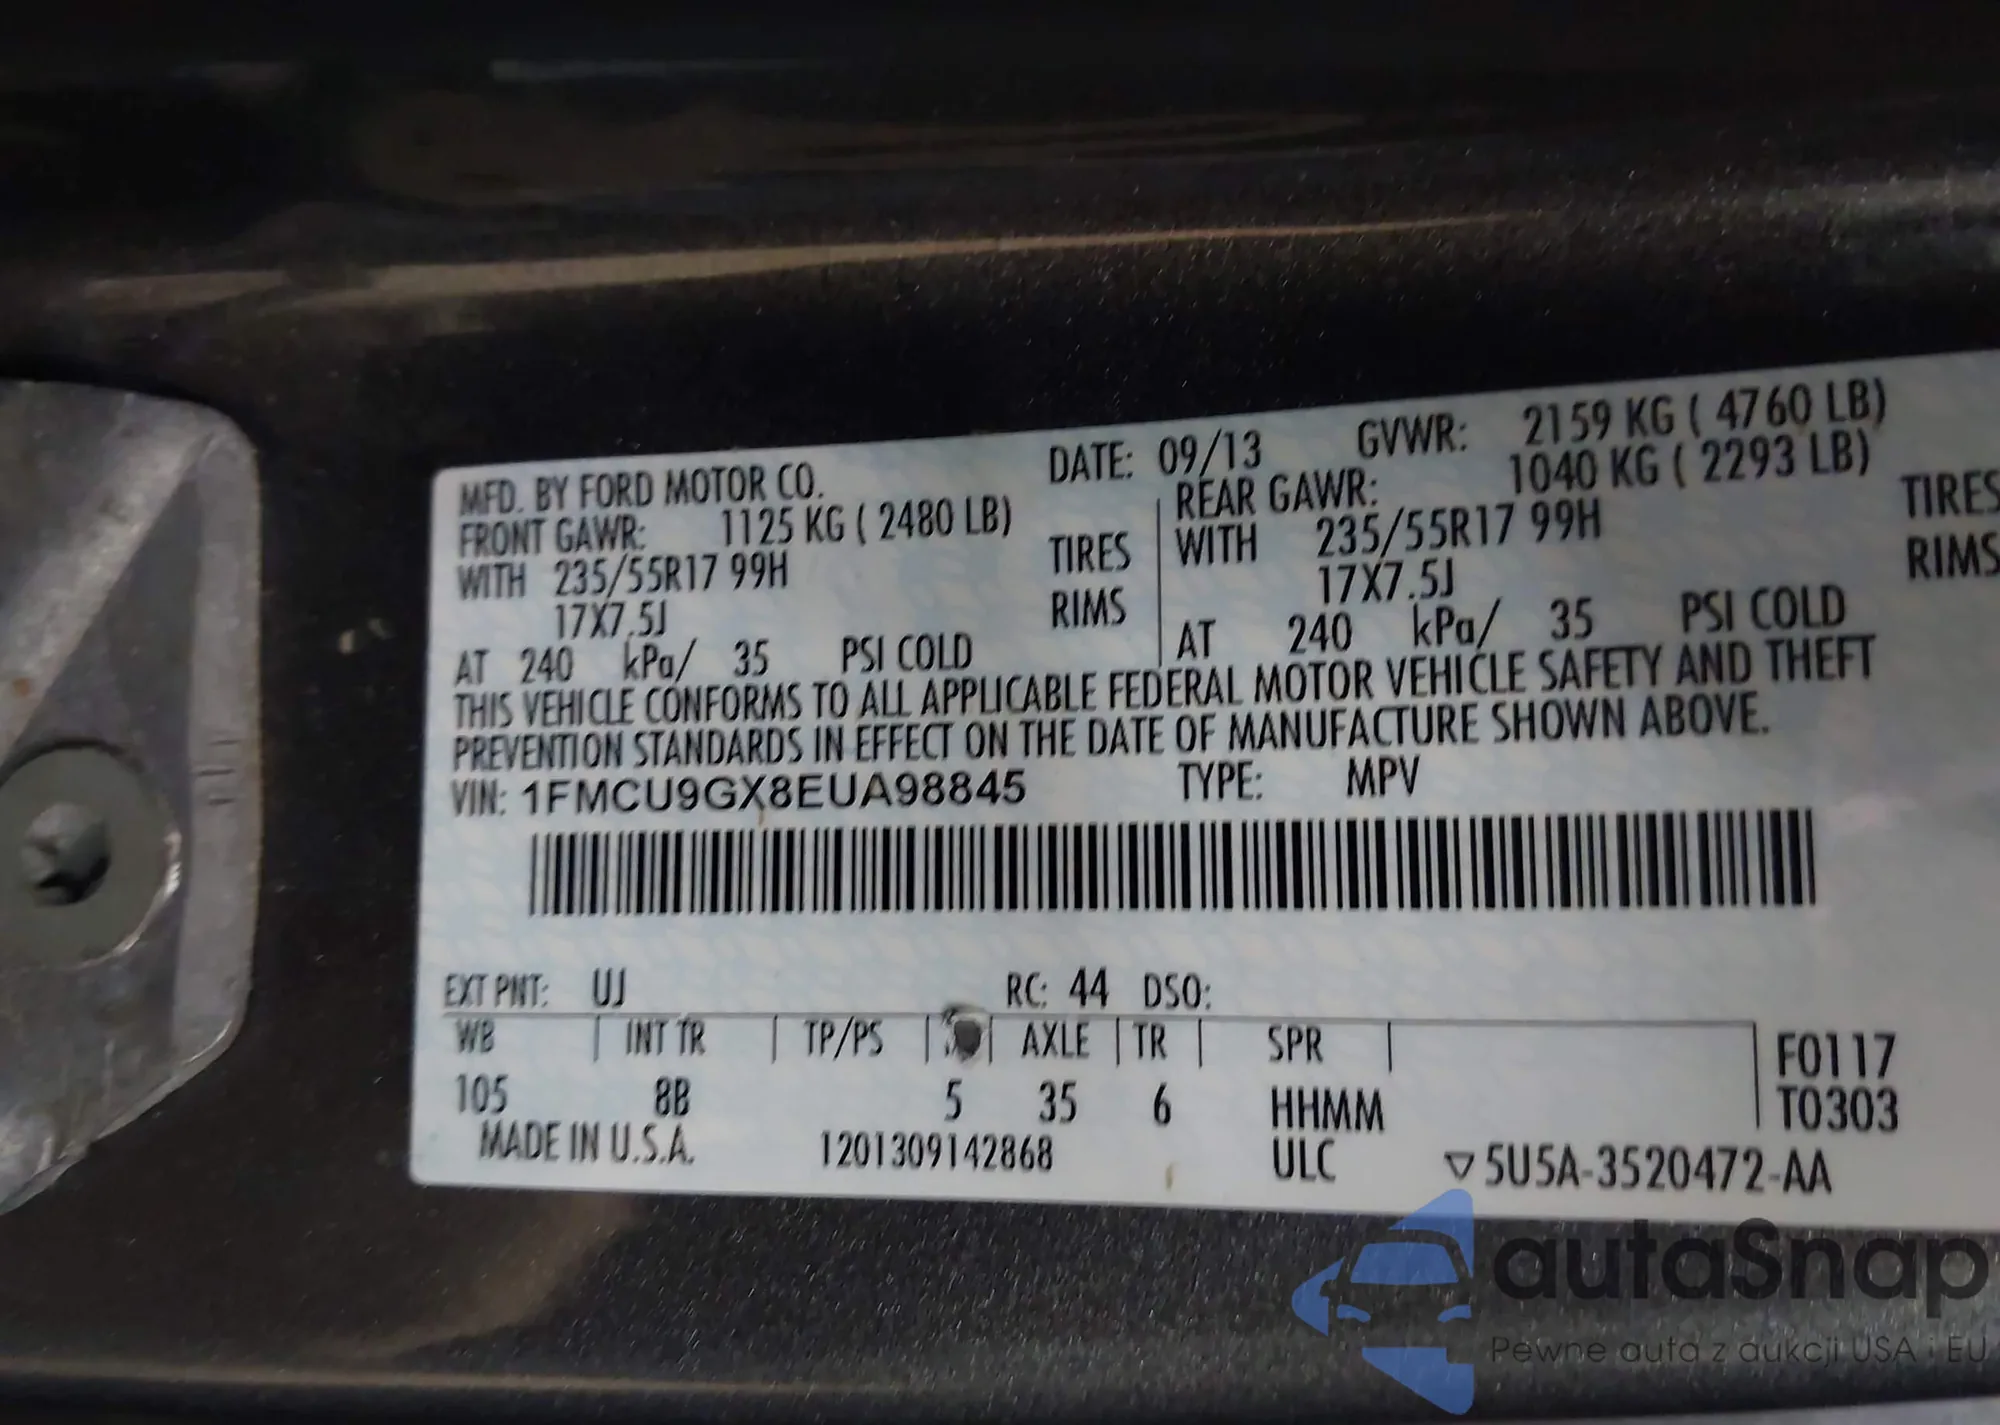 MFD. BY FORD MOTOR CO. DATE: 09/13 GVWR: 2159 KG ( 4760 LB)
FRONT GAWR: 1125 KG ( 2480 LB) REAR GAWR: 1040 KG ( 2293 LB)
WITH 235/55R17 99H TIRES WITH 235/55R17 99H TIRES
17X7.5J RIMS 17X7.5J RIMS
AT 240 kPa/ 35 PSI COLD AT 240 kPa/ 35 PSI COLD
THIS VEHICLE CONFORMS TO ALL APPLICABLE FEDERAL MOTOR VEHICLE SAFETY AND THEFT
PREVENTION STANDARDS IN EFFECT ON THE DATE OF MANUFACTURE SHOWN ABOVE.
VIN: 1FMCU9GX8EUA98845 TYPE: MPV
EXT PNT: UJ RC: 44 DSO:
WB INT TR TP/PS AXLE TR SPR F0117
105 8B 5 35 6 HHMM T0303
MADE IN U.S.A. 1201309142868 ULC ▽5U5A-3520472-AA
autaSnap
Pewne auta z aukcji USA i EU